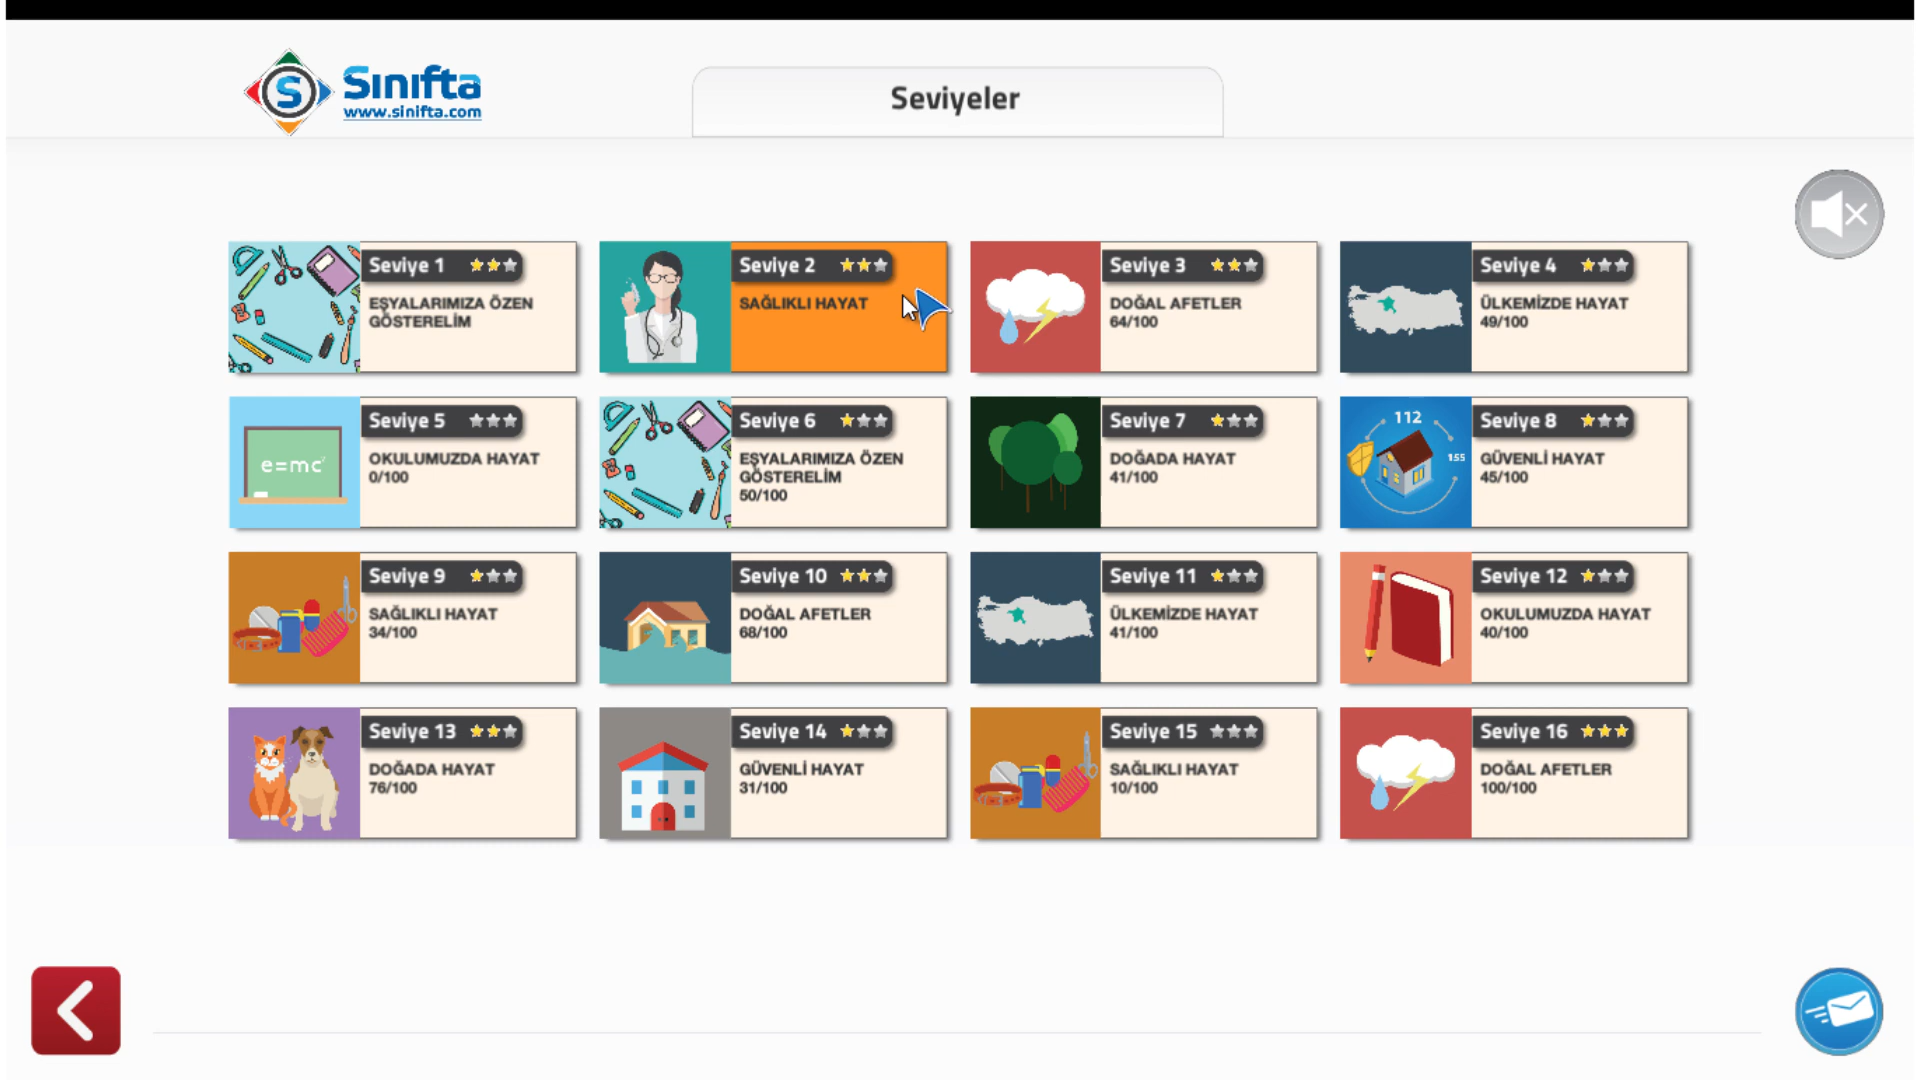 S
Sınıfta
www.sinifta.com
Seviyeler
Seviye 1
EŞYALARIMIZA ÖZEN
GÖSTERELİM
Seviye 2
SAĞLIKLI HAYAT
Seviye 3
DOĞAL AFETLER
64/100
Seviye 4
ÜLKEMİZDE HAYAT
49/100
Seviye 5
e=mc²
OKULUMUZDA HAYAT
0/100
Seviye 6
EŞYALARIMIZA ÖZEN
GÖSTERELİM
50/100
Seviye 7
DOĞADA HAYAT
41/100
112
155
Seviye 8
GÜVENLİ HAYAT
45/100
Seviye 9
SAĞLIKLI HAYAT
34/100
Seviye 10
DOĞAL AFETLER
68/100
Seviye 11
ÜLKEMİZDE HAYAT
41/100
Seviye 12
OKULUMUZDA HAYAT
40/100
Seviye 13
DOĞADA HAYAT
76/100
Seviye 14
GÜVENLİ HAYAT
31/100
Seviye 15
SAĞLIKLI HAYAT
10/100
Seviye 16
DOĞAL AFETLER
100/100